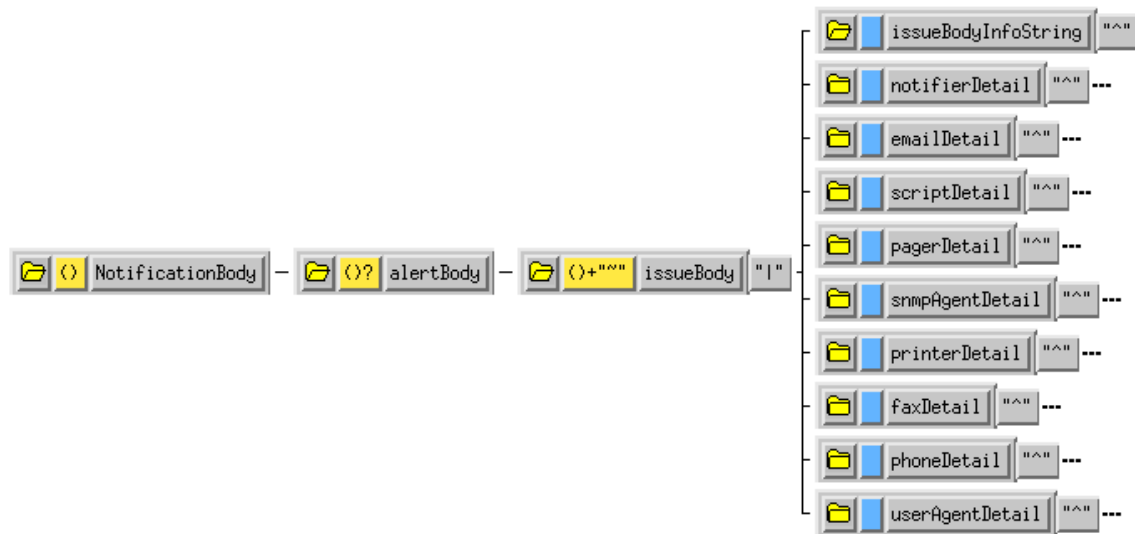 issueBodyInfoString "^"
notifierDetail "^" ---
emailDetail "^" ---
scriptDetail "^" ---
pagerDetail "^" ---
() NotificationBody ()? alertBody ()+"~" issueBody "|"
snmpAgentDetail "^" ---
printerDetail "^" ---
faxDetail "^" ---
phoneDetail "^" ---
userAgentDetail "^" ---